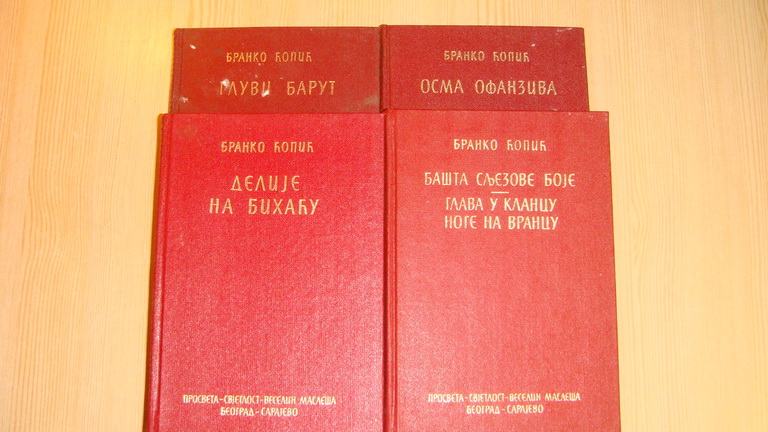 БРАНКО ЋОПИЋ
ГЛУВИ БАРУТ
БРАНКО ЋОПИЋ
ОСМА ОФАНЗИВА
БРАНКО ЋОПИЋ
ДЕЛИЈЕ
НА БИХАЋУ
ПРОСВЕТА-СВЈЕТЛОСТ-ВЕСЕЛИН МАСЛЕША
БЕОГРАД-САРАЈЕВО
БРАНКО ЋОПИЋ
БАШТА СЉЕЗОВЕ БОЈЕ
ГЛАВА У КЛАНЦУ
НОГЕ НА ВРАНЦУ
ПРОСВЕТА-СВЈЕТЛОСТ-ВЕСЕЛИН МАСЛЕША
БЕОГРАД-САРАЈЕВО